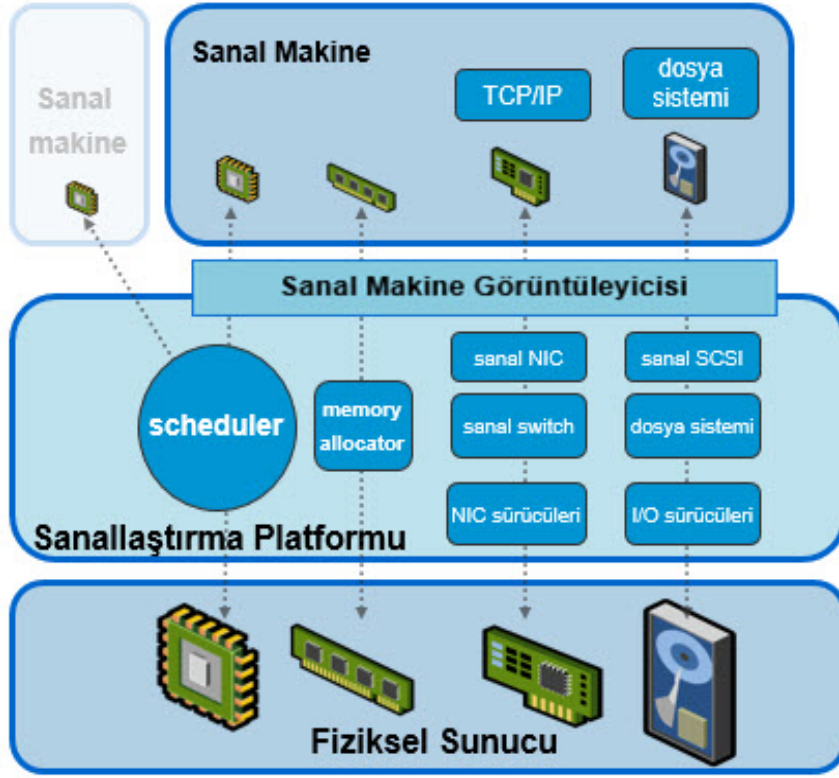 Sanal
makine
Sanal Makine
TCP/IP
dosya
sistemi
Sanal Makine Görüntüleyicisi
scheduler
memory
allocator
sanal NIC
sanal switch
NIC sürücüleri
sanal SCSI
dosya sistemi
I/O sürücüleri
Sanallaştırma Platformu
Fiziksel Sunucu